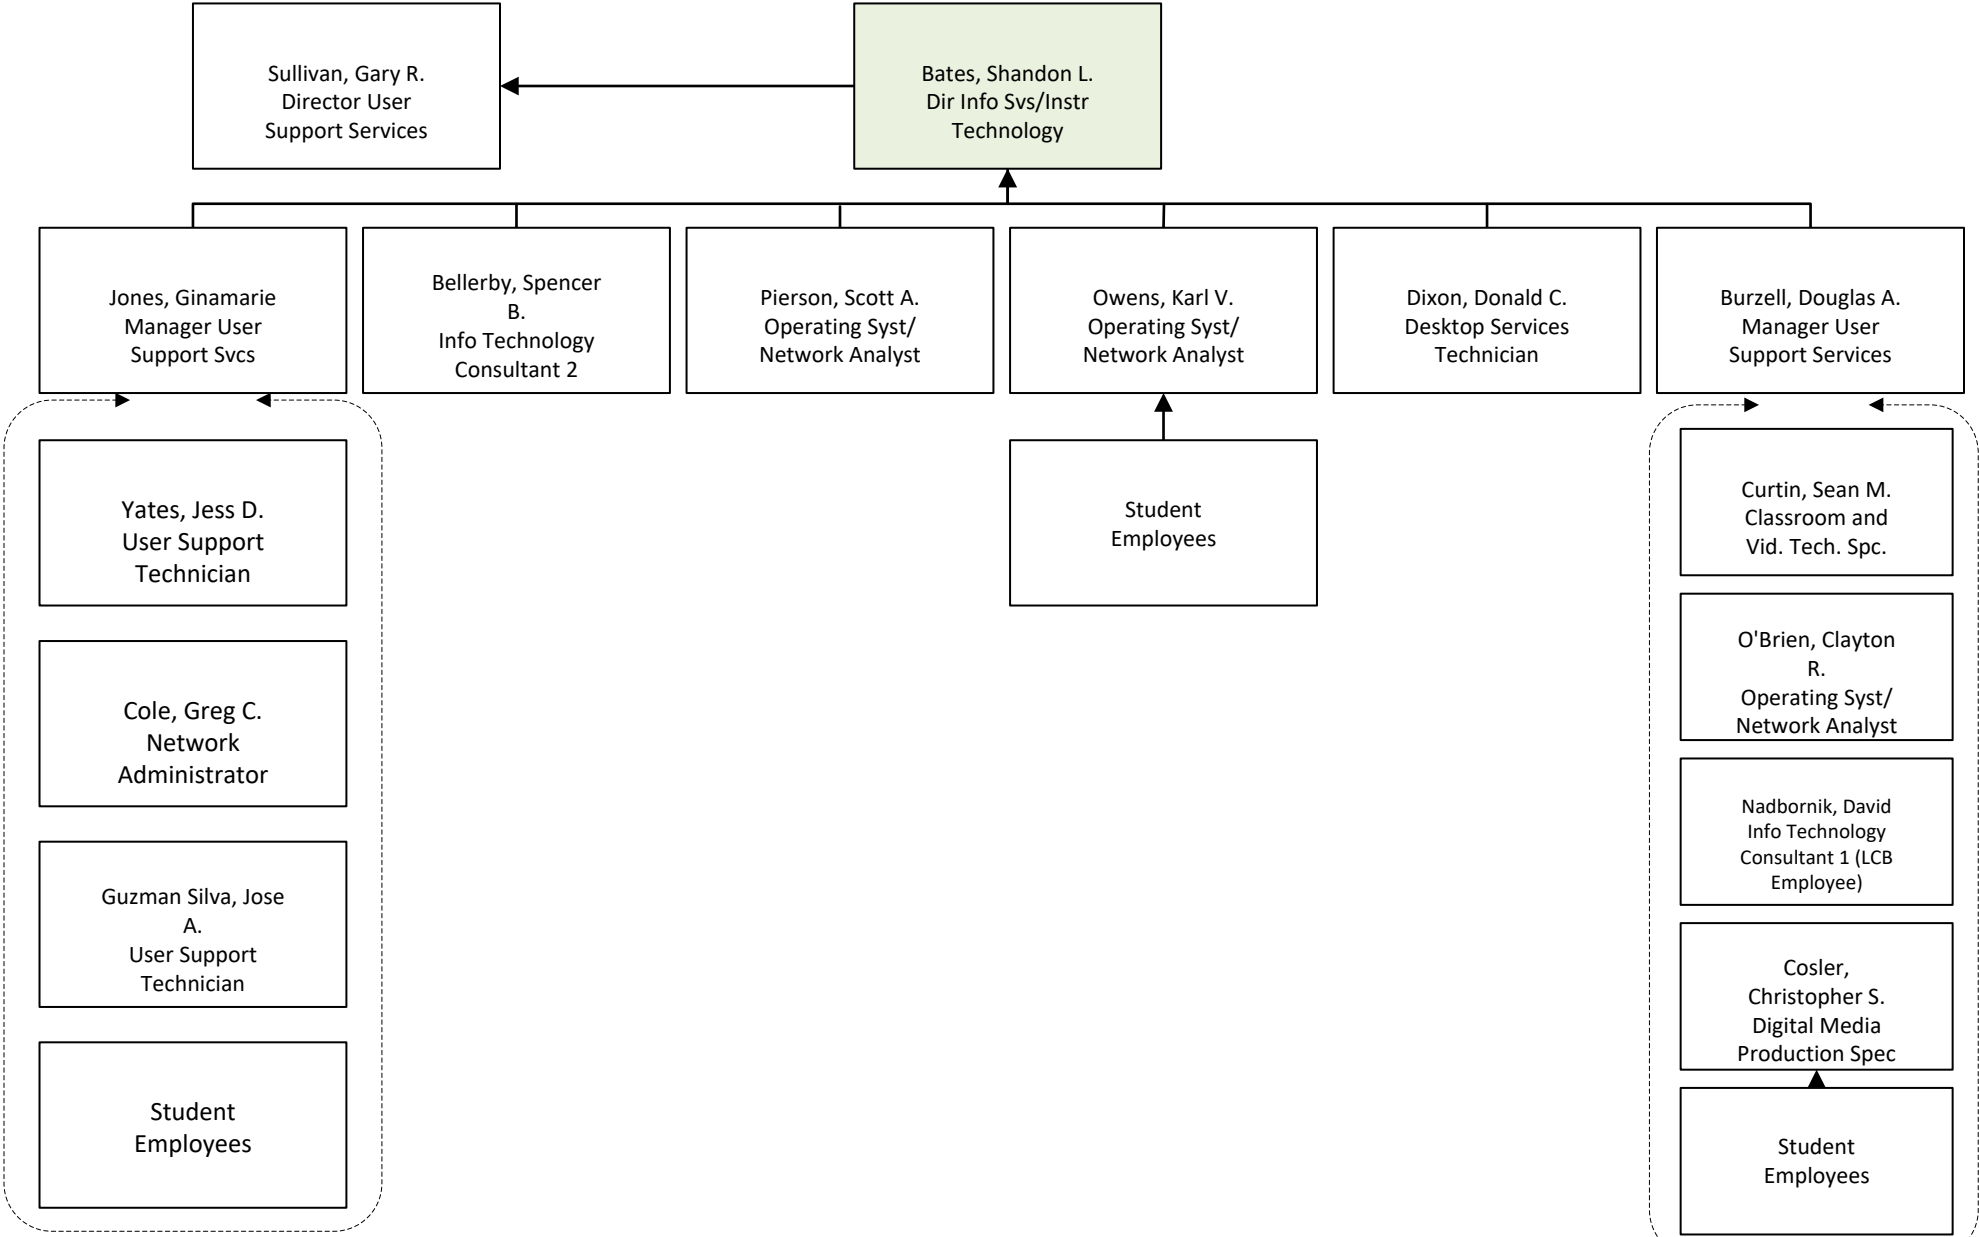 Sullivan, Gary R.
Director User
Support Services
Bates, Shandon L.
Dir Info Svs/Instr
Technology
Jones, Ginamarie
Manager User
Support Svcs
Bellerby, Spencer
B.
Info Technology
Consultant 2
Pierson, Scott A.
Operating Syst/
Network Analyst
Owens, Karl V.
Operating Syst/
Network Analyst
Dixon, Donald C.
Desktop Services
Technician
Burzell, Douglas A.
Manager User
Support Services
Yates, Jess D.
User Support
Technician
Cole, Greg C.
Network
Administrator
Guzman Silva, Jose
A.
User Support
Technician
Student
Employees
Student
Employees
Curtin, Sean M.
Classroom and
Vid. Tech. Spc.
O'Brien, Clayton
R.
Operating Syst/
Network Analyst
Nadbornik, David
Info Technology
Consultant 1 (LCB
Employee)
Cosler,
Christopher S.
Digital Media
Production Spec
Student
Employees